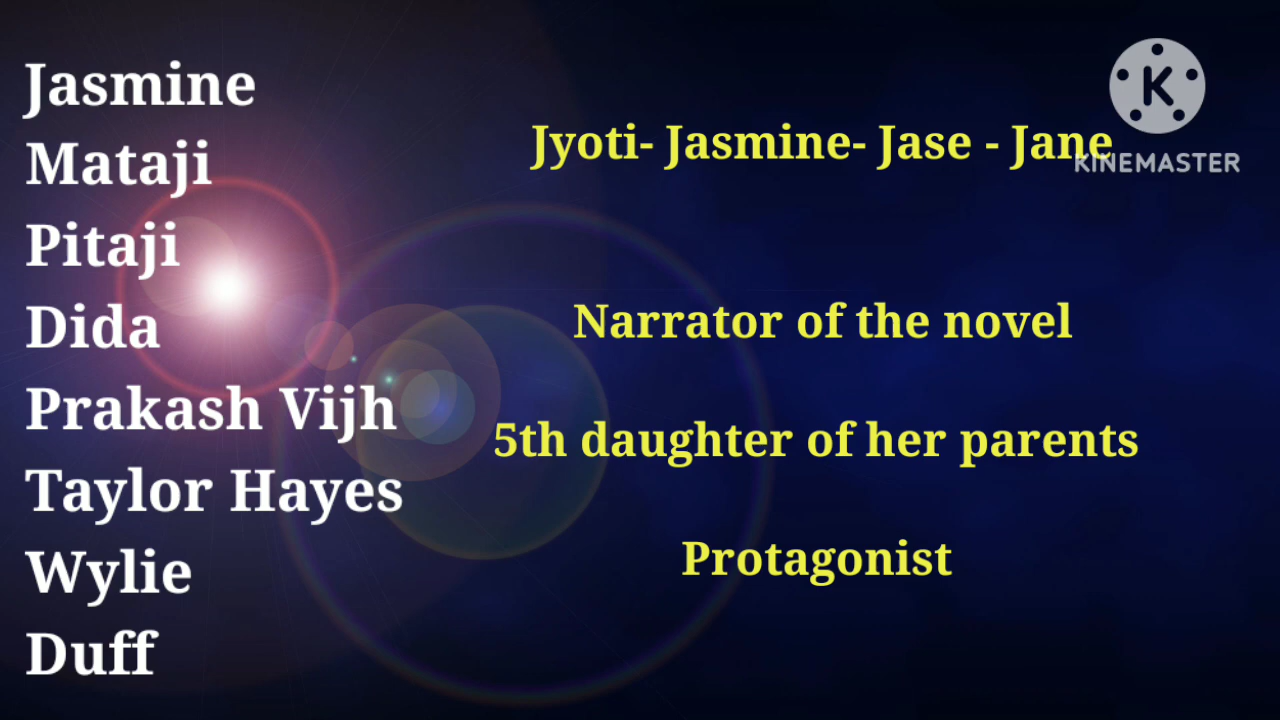 Jasmine
Mataji
Pitaji
Dida
Prakash Vijh
Taylor Hayes
Wylie
Duff
Jyoti- Jasmine- Jase - Jane
Narrator of the novel
5th daughter of her parents
Protagonist
K
KINEMASTER